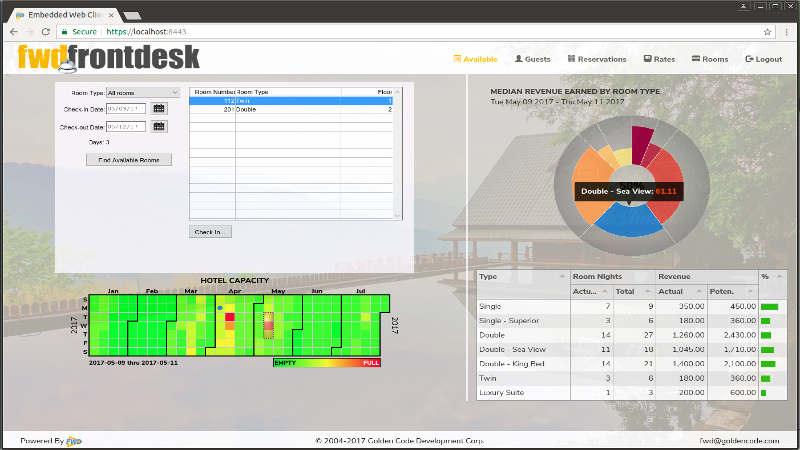 Embedded Web Clie
Secure https://localhost:8443
fwdfrontdesk
Available Guests Reservations Rates Rooms Logout
Room Type: All rooms
Check-in Date: 05/09/17
Check-out Date: 05/12/17
Days: 3
Find Available Rooms
Room Number Room Type Floor
112 Twin 1
201 Double 2
Check-In...
MEDIAN REVENUE EARNED BY ROOM TYPE
Tue May 09 2017 - Thu May 11 2017
Double - Sea View: 61.11
HOTEL CAPACITY
Jan Feb Mar Apr May Jun Jul
2017
S
M
T
W
T
F
S
2017
2017-05-09 thru 2017-05-11
EMPTY FULL
Type Room Nights Revenue %
Actu... Total Actual Poten.
Single 7 9 350.00 450.00
Single - Superior 3 6 180.00 360.00
Double 14 27 1,260.00 2,430.00
Double - Sea View 11 18 1,045.00 1,710.00
Double - King Bed 14 21 1,400.00 2,100.00
Twin 3 6 180.00 360.00
Luxury Suite 1 3 200.00 600.00
Powered By fwd
© 2004-2017 Golden Code Development Corp.
fwd@goldencode.com